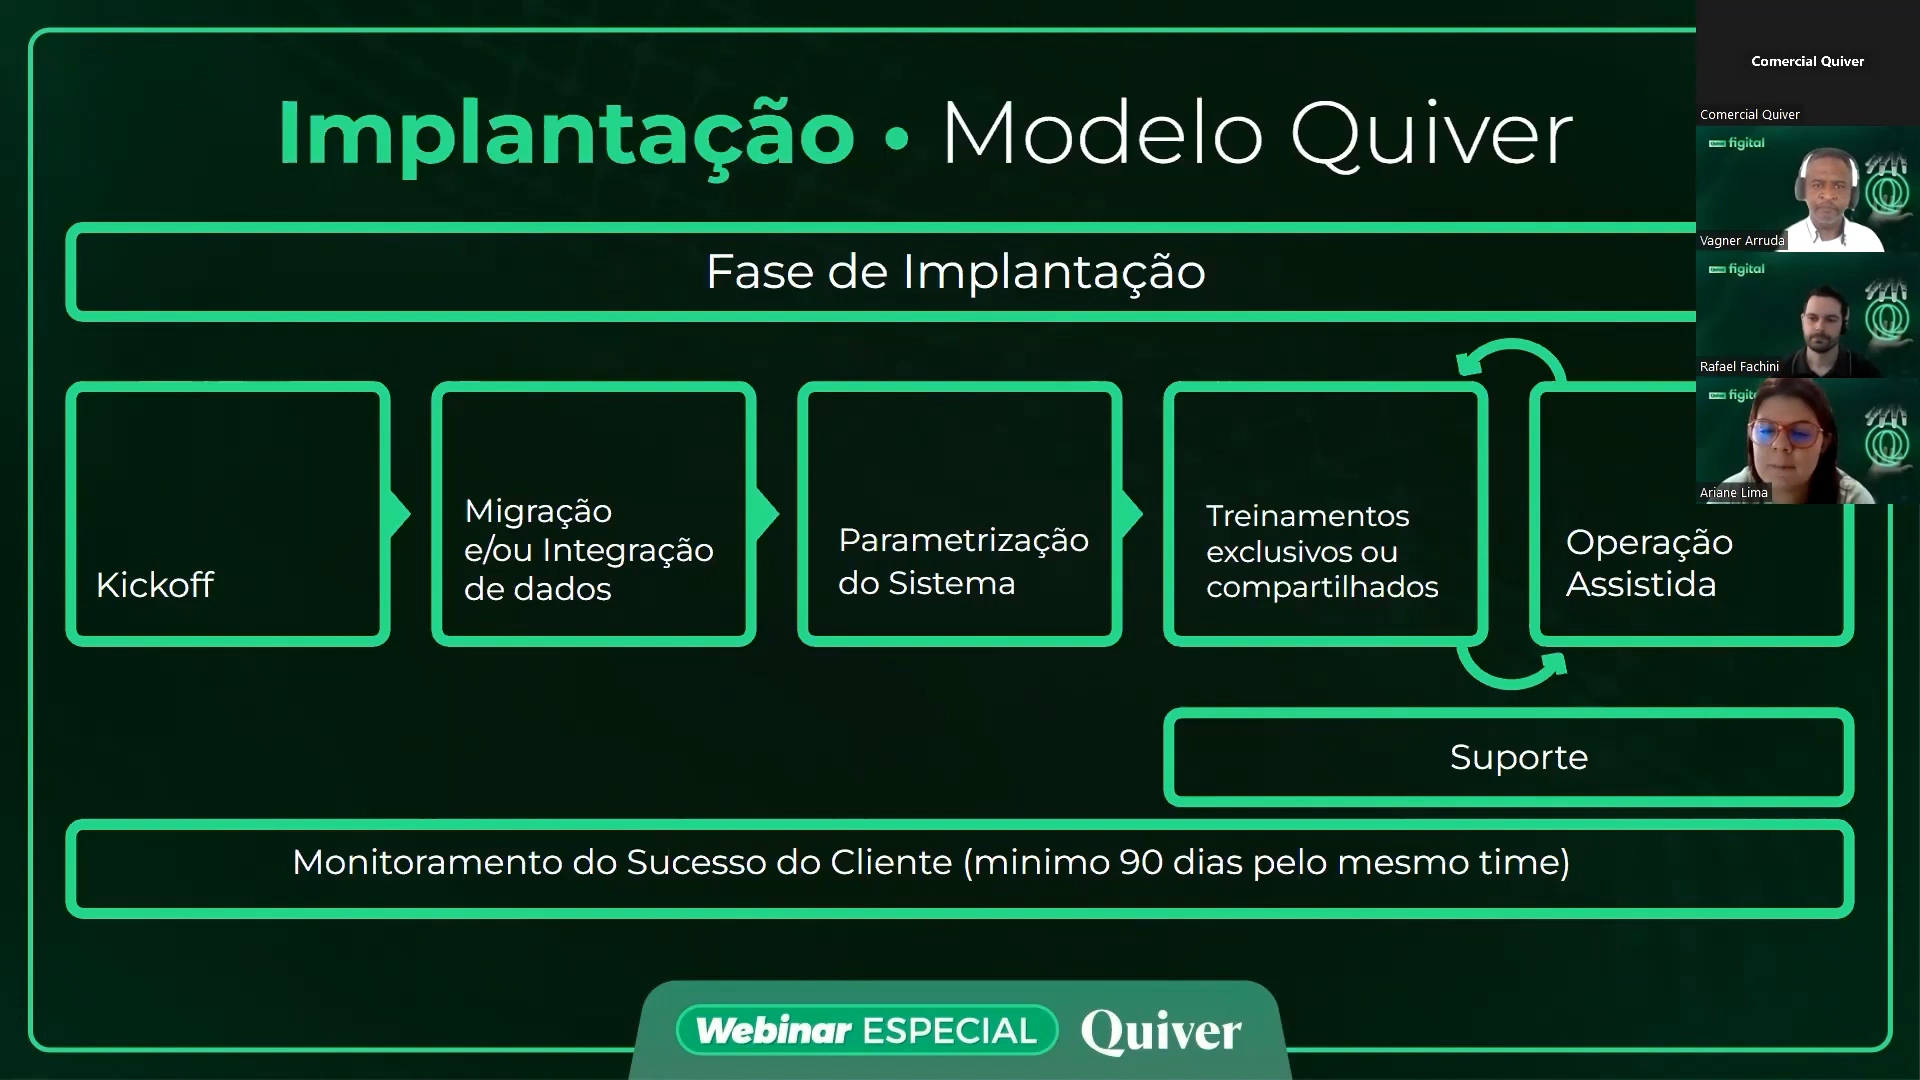 Implantação • Modelo Quiver
Fase de Implantação
Kickoff
Migração
e/ou Integração
de dados
Parametrização
do Sistema
Treinamentos
exclusivos ou
compartilhados
Operação
Assistida
Suporte
Monitoramento do Sucesso do Cliente (minimo 90 dias pelo mesmo time)
Webinar ESPECIAL Quiver
Comercial Quiver
Comercial Quiver
figital
Vagner Arruda
figital
Rafael Fachini
figit
Ariane Lima